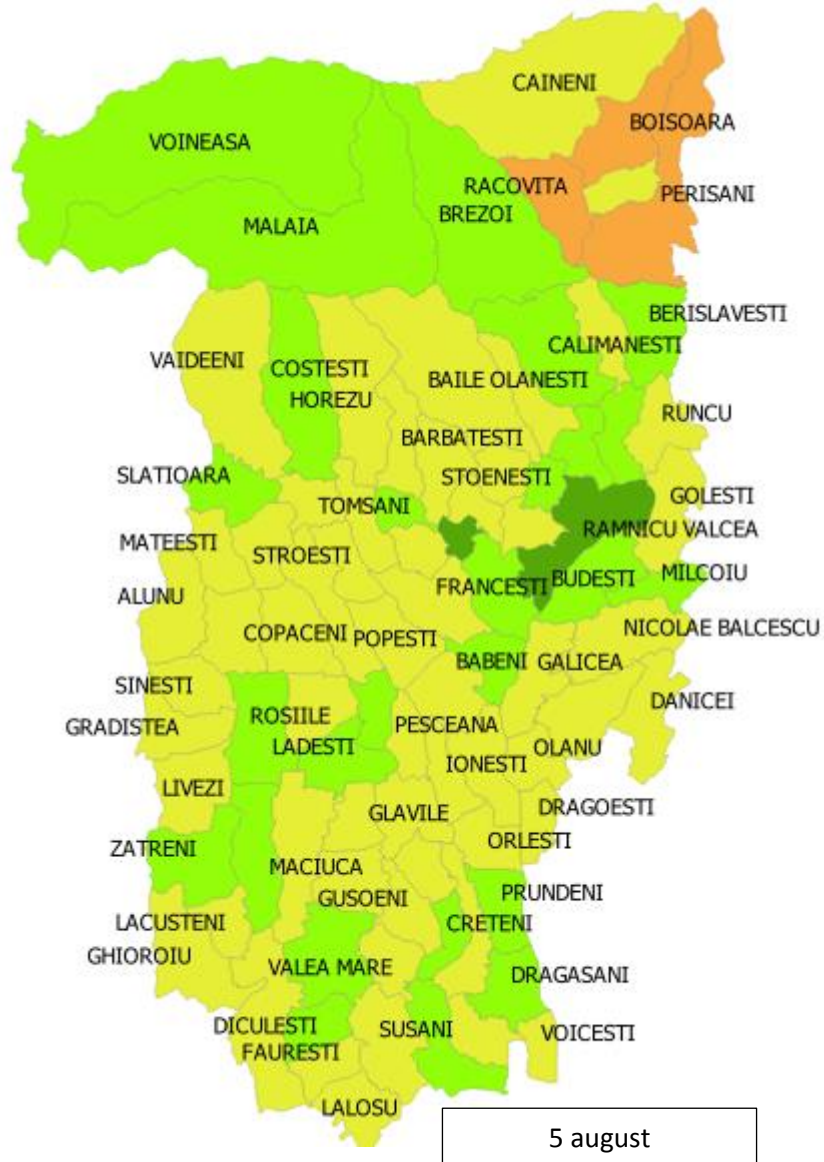 CAINENI
BOISOARA
VOINEASA
RACOVITA
PERISANI
BREZOI
MALAIA
BERISLAVESTI
CALIMANESTI
VAIDEENI
COSTESTI
BAILE OLANESTI
HOREZU
RUNCU
BARBATESTI
SLATIOARA
STOENESTI
GOLESTI
TOMSANI
RAMNICU VALCEA
MATEESTI
STROESTI
MILCOIU
BUDESTI
FRANCESTI
ALUNU
NICOLAE BALCESCU
COPACENI
POPESTI
BABENI
GALICEA
SINESTI
DANICEI
ROSIILE
GRADISTEA
PESCEANA
LADESTI
OLANU
IONESTI
LIVEZI
DRAGOESTI
GLAVILE
ORLESTI
ZATRENI
MACIUCA
PRUNDENI
GUSOENI
LACUSTENI
CRETENI
GHIOROIU
VALEA MARE
DRAGASANI
DICULESTI
SUSANI
VOICESTI
FAURESTI
LALOSU
5 august